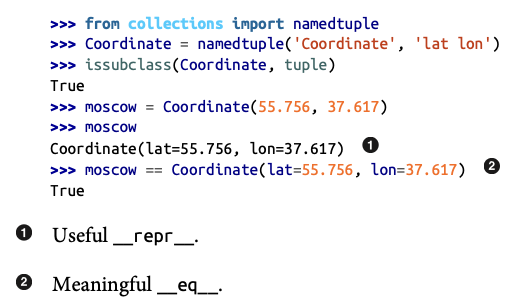 >>> from collections import namedtuple
>>> Coordinate = namedtuple('Coordinate', 'lat lon')
>>> issubclass(Coordinate, tuple)
True
>>> moscow = Coordinate(55.756, 37.617)
>>> moscow
Coordinate(lat=55.756, lon=37.617) ❶
>>> moscow == Coordinate(lat=55.756, lon=37.617) ❷
True
❶ Useful __repr__.
❷ Meaningful __eq__.